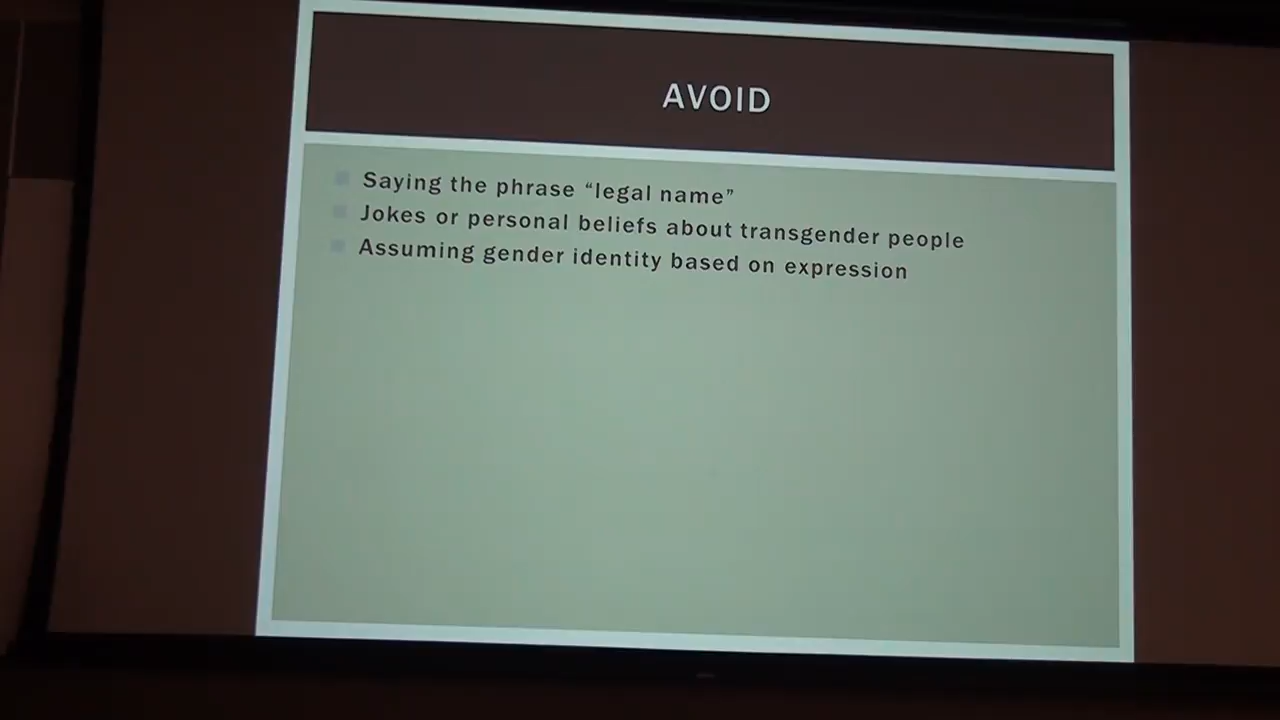 AVOID
Saying the phrase “legal name”
Jokes or personal beliefs about transgender people
Assuming gender identity based on expression